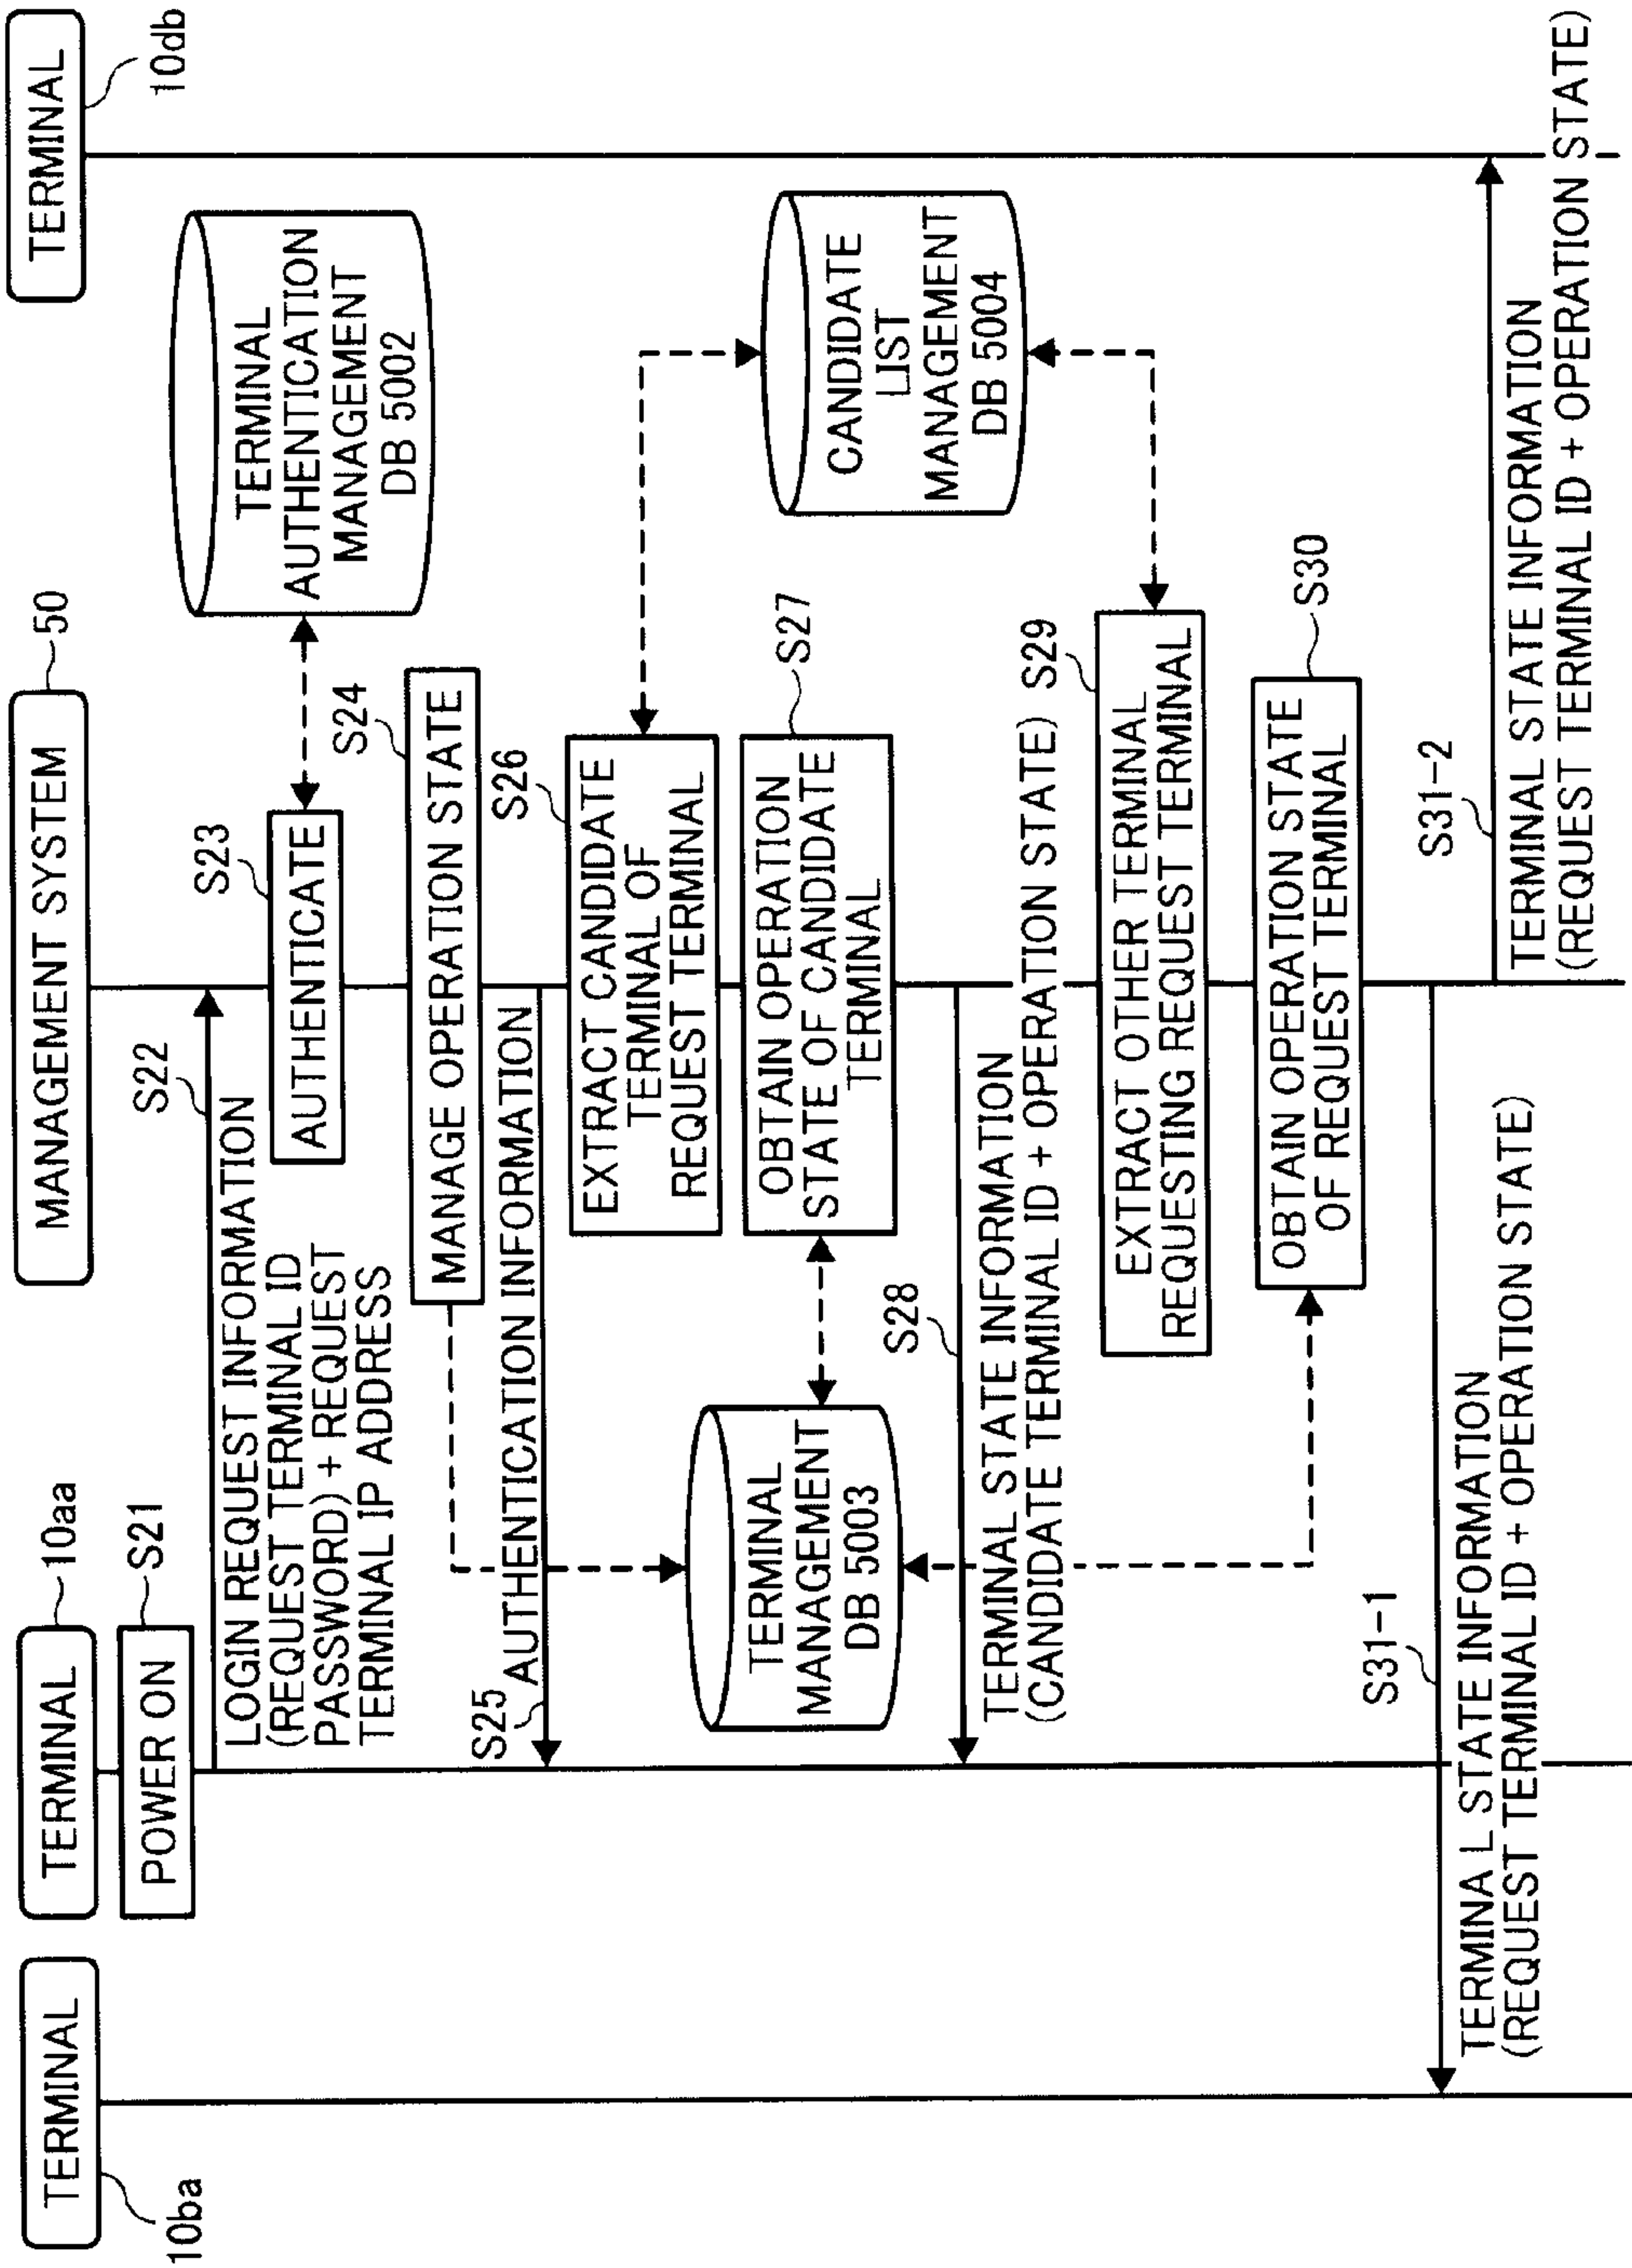 TERMINAL
10ba
TERMINAL
10aa
MANAGEMENT SYSTEM
50
TERMINAL
10db
POWER ON
S21
S22
LOGIN REQUEST INFORMATION
(REQUEST TERMINAL ID
PASSWORD) + REQUEST
TERMINAL IP ADDRESS
S23
AUTHENTICATE
TERMINAL
AUTHENTICATION
MANAGEMENT
DB 5002
S24
MANAGE OPERATION STATE
S25
AUTHENTICATION INFORMATION
S26
EXTRACT CANDIDATE
TERMINAL OF
REQUEST TERMINAL
S27
OBTAIN OPERATION
STATE OF CANDIDATE
TERMINAL
TERMINAL
MANAGEMENT
DB 5003
CANDIDATE
LIST
MANAGEMENT
DB 5004
S28
TERMINAL STATE INFORMATION
(CANDIDATE TERMINAL ID + OPERATION STATE)
S29
EXTRACT OTHER TERMINAL
REQUESTING REQUEST TERMINAL
S30
OBTAIN OPERATION STATE
OF REQUEST TERMINAL
S31-1
TERMINAL STATE INFORMATION
(REQUEST TERMINAL ID + OPERATION STATE)
S31-2
TERMINAL STATE INFORMATION
(REQUEST TERMINAL ID + OPERATION STATE)